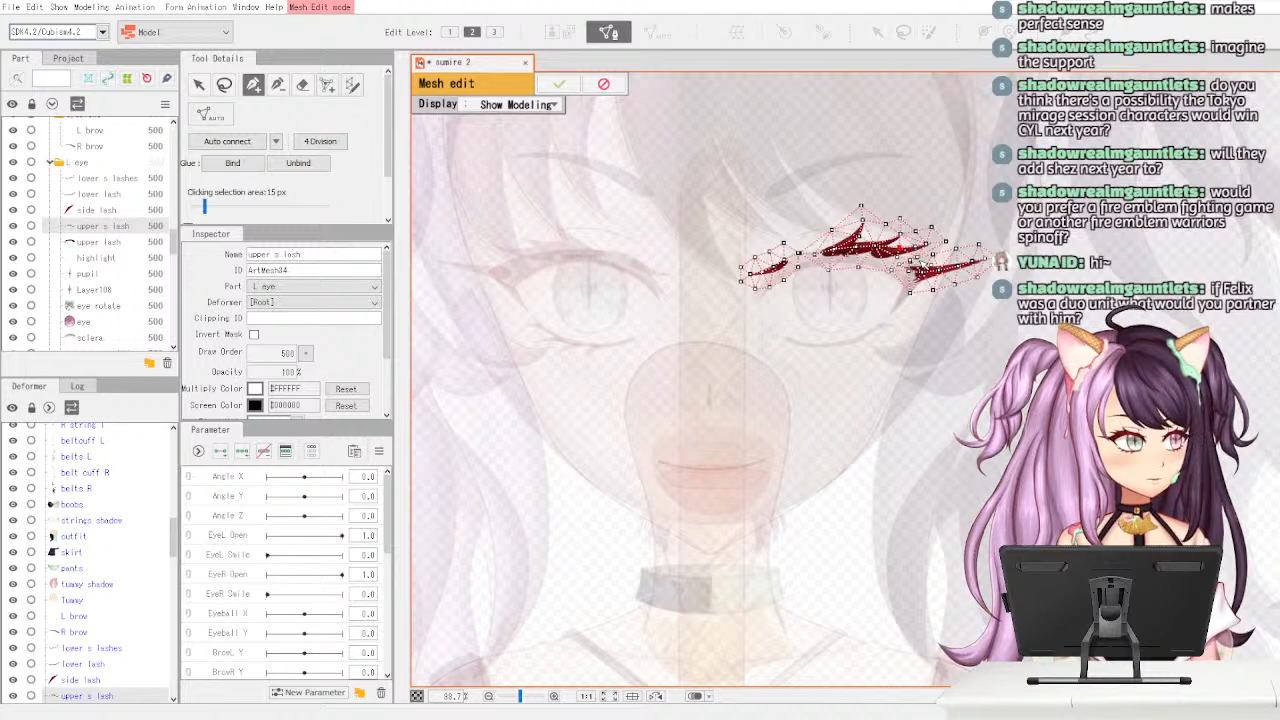 File Edit Show Modeling Animation Form Animation Window Help Mesh Edit mode
SDK4.2/Cubism4.2 Model Edit Level : 1 2 3
Part Project
Tool Details
sumire 2
Mesh edit
Display : Show Modeling
AUTO
Auto connect 4 Division
Glue : Bind Unbind
Clicking selection area:15 px
L brow 500
R brow 500
L eye
lower s lashes 500
lower lash 500
side lash 500
upper s lash 500
upper lash 500
highlight 500
pupil 500
Mesh108 500
eye rotate 500
eye 500
sclera 500
Inspector
Name upper s lash
ID ArtMesh34
Part L eye
Deformer [Root]
Clipping ID
Invert Mask
Draw Order 500
Opacity 100%
Multiply Color #FFFFFF Reset
Screen Color #000000 Reset
Deformer Log
R string T
beltcuff L
belts L
belt cuff R
belts R
boobs
strings shadow
outfit
skirt
pants
tummy shadow
Tummy
L brow
R brow
lower s lashes
lower lash
side lash
upper s lash
Parameter
Angle X 0.0
Angle Y 0.0
Angle Z 0.0
EyeL Open 1.0
EyeL Smile 0.0
EyeR Open 1.0
EyeR Smile 0.0
Eyeball X 0.0
Eyeball Y 0.0
BrowL Y 0.0
BrowR Y 0.0
New Parameter
98.7% 1:1
shadowrealmgauntlets: makes
perfect sense
shadowrealmgauntlets: imagine
the support
shadowrealmgauntlets: do you
think there's a possibility the Tokyo
mirage session characters would win
CYL next year?
shadowrealmgauntlets: will they
add shez next year to?
shadowrealmgauntlets: would
you prefer a fire emblem fighting game
or another fire emblem warriors
spinoff?
YUNAiD: hi~
shadowrealmgauntlets: if Felix
was a duo unit what would you partner
with him?